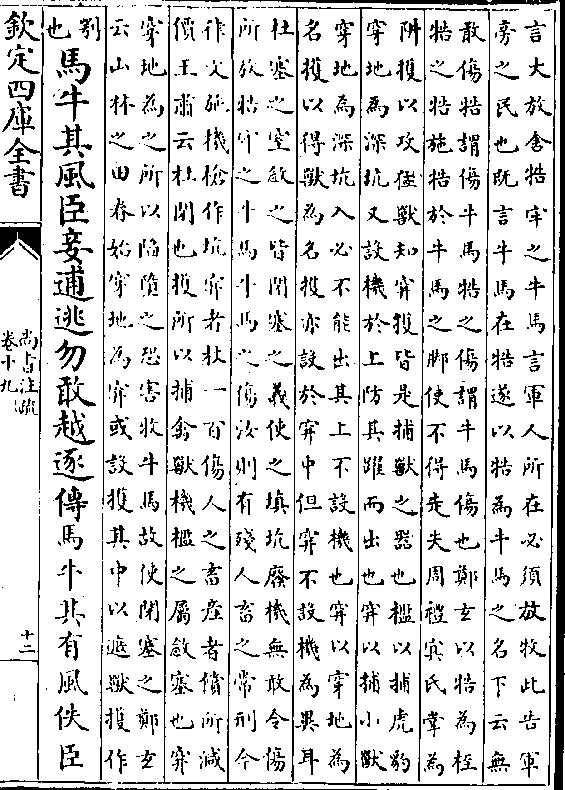 言大放舍牿牢之牛馬言軍人所在必須放牧此告軍
旁之民也既言牛馬在牿遂以牿為牛馬之名下云無
敢傷牿謂傷牛馬牿之傷謂牛馬傷也鄭玄以牿為桎
牿之牿施牿於牛馬之脚使不得走失周禮冥氏掌為
阱擭以攻猛獸知穽擭皆是捕獸之器也檻以捕虎豹
穿地為深坑又設機於上防其躍而出也穽以捕小獸
穿地為深坑入必不能出其上不設機也穽以穿地為
名擭以得獸為名擭亦設於穽中但穽不設機為異耳
杜塞之窒敜之皆閉塞之義使之填坑廢機無敢令傷
所放牿牢之牛馬牛馬之傷汝則有殘人畜之常刑今
律文施機槍作坑穽者杖一百傷人之畜産者償所減
價王肅云杜閉也擭所以捕禽獸機檻之屬敜塞也穽
穿地為之所以陷墮之恐害牧牛馬故使閉塞之鄭玄
云山林之田春始穿地為穽或設擭其中以遮獸擭作
也
馬牛其風臣妾逋逃勿敢越逐傳馬牛其有風佚臣
欽定四庫全書
尚書注疏
卷十九
十二